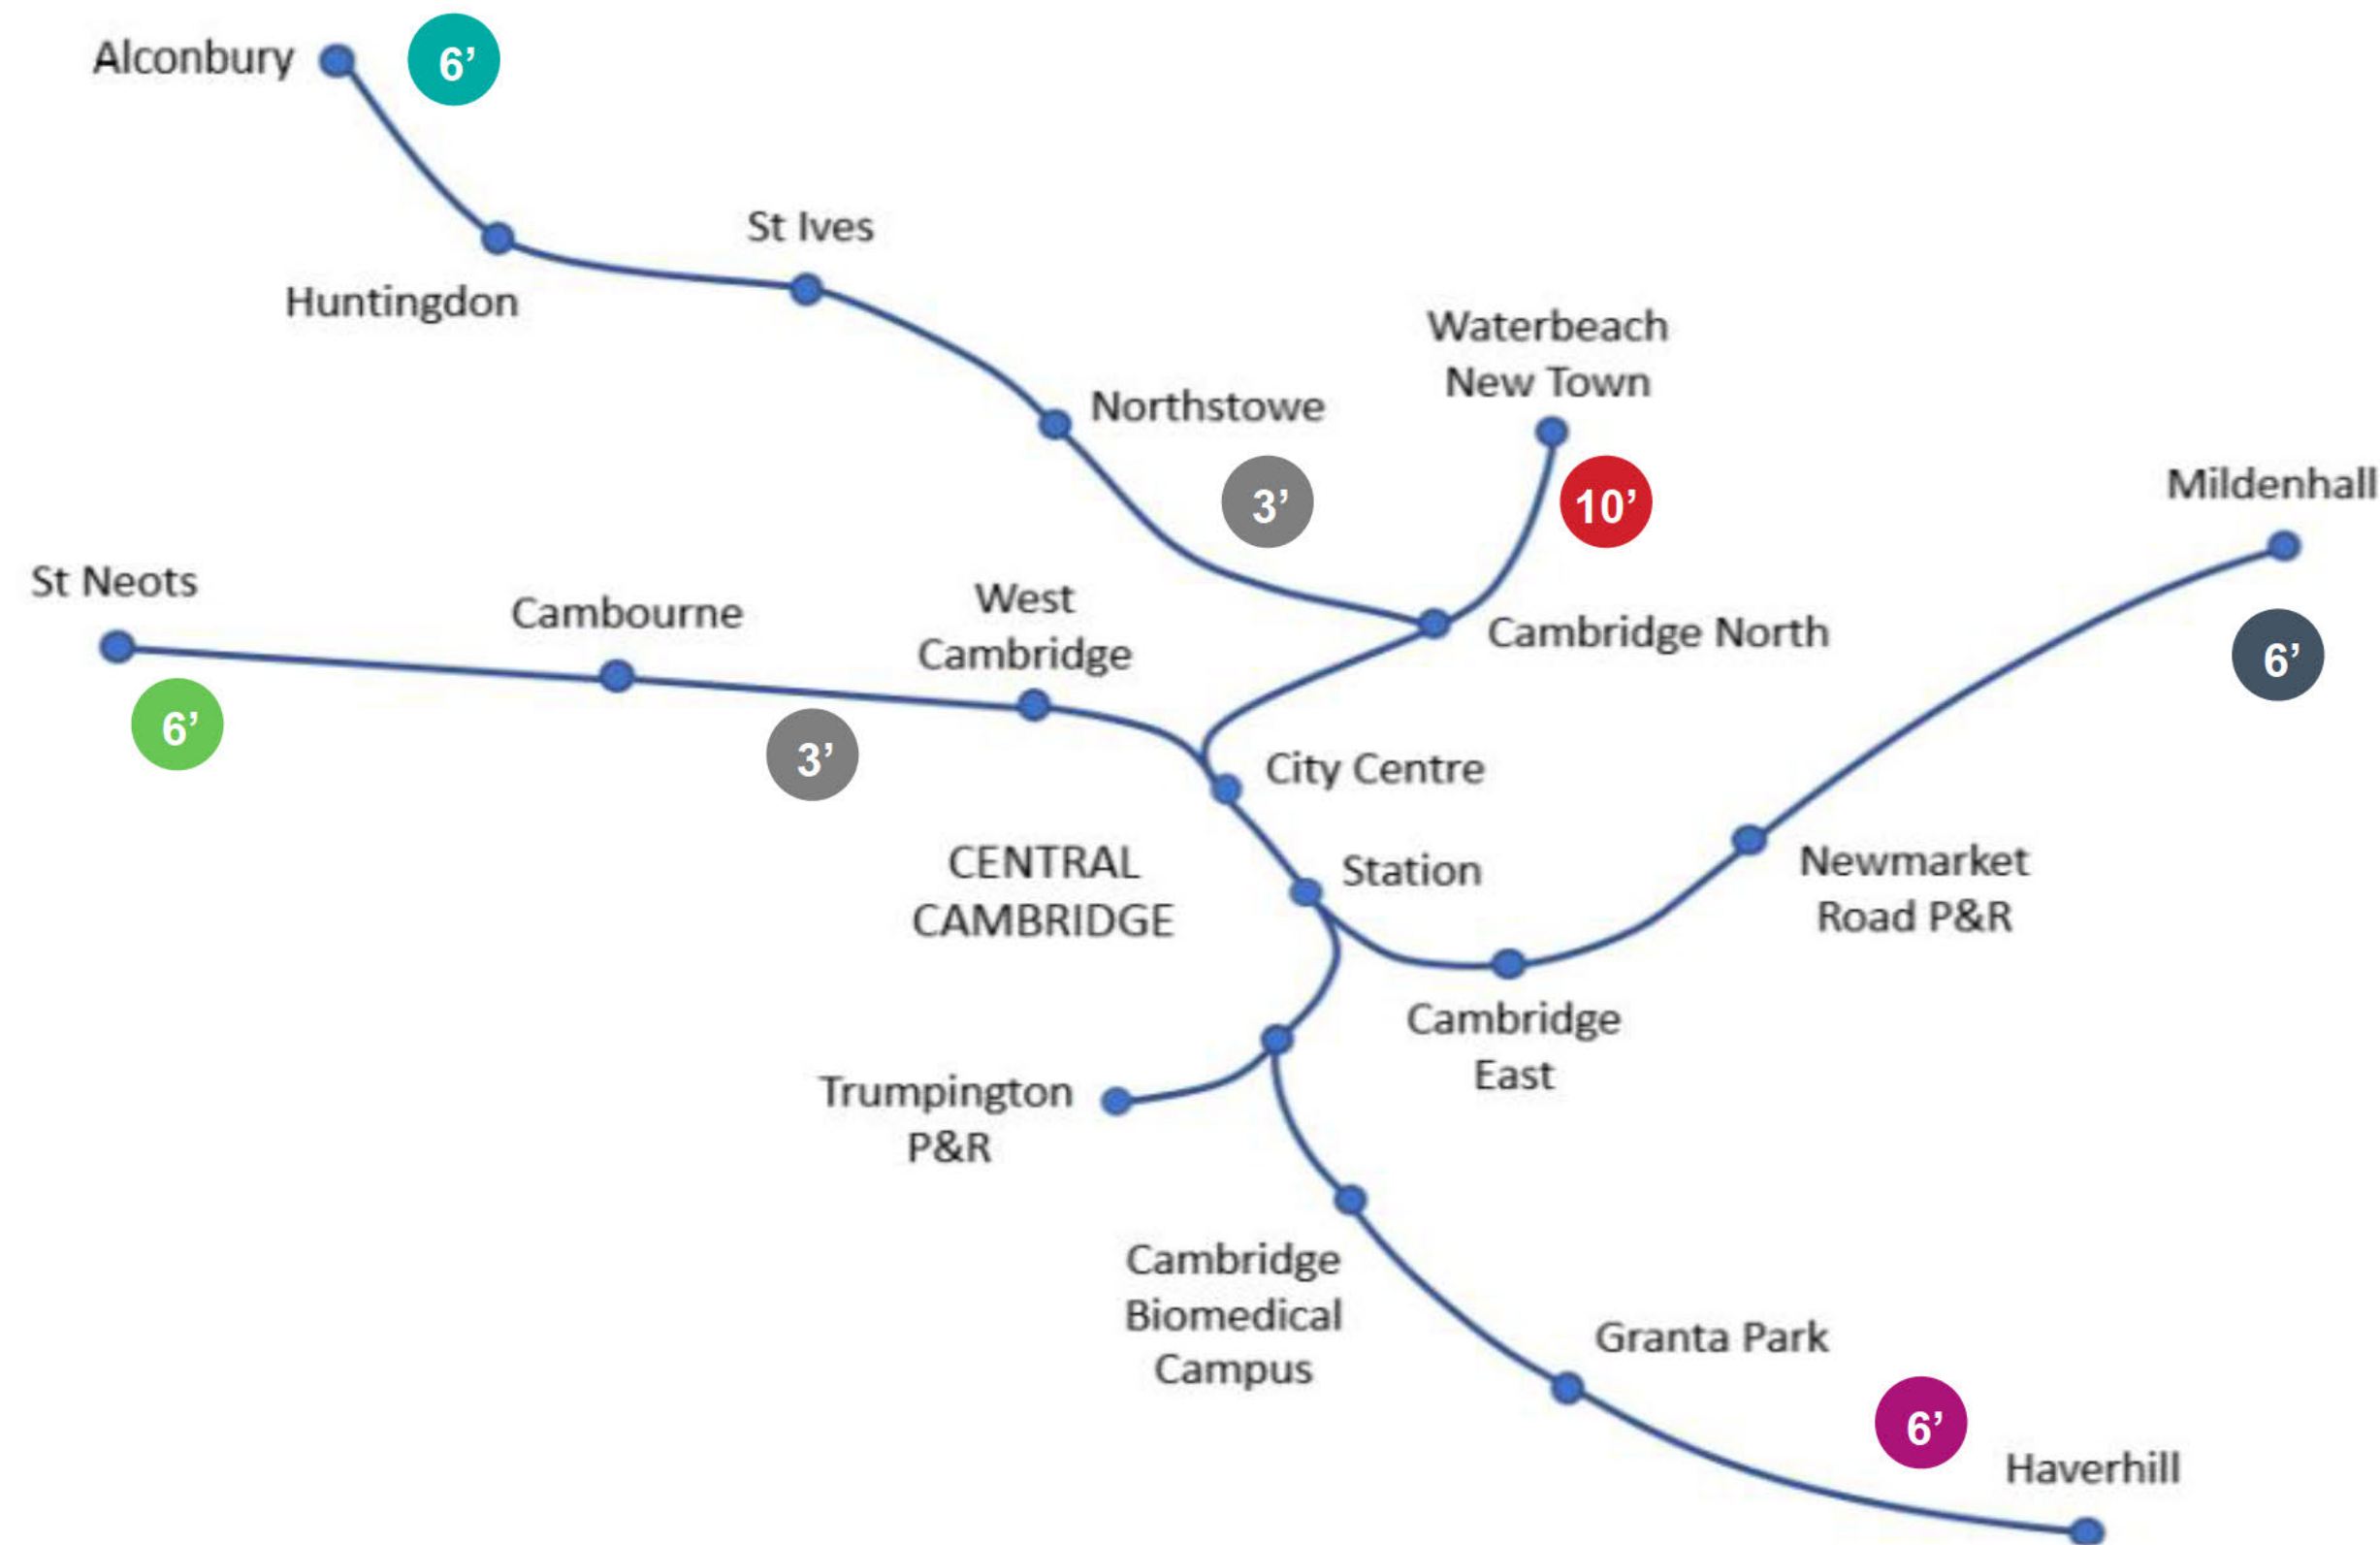 Alconbury
6’
St Ives
Huntingdon
Waterbeach
New Town
Northstowe
3’
10’
Mildenhall
St Neots
Cambourne
West
Cambridge
Cambridge North
6’
6’
3’
City Centre
CENTRAL
CAMBRIDGE
Station
Newmarket
Road P&R
Cambridge
East
Trumpington
P&R
Cambridge
Biomedical
Campus
Granta Park
6’
Haverhill